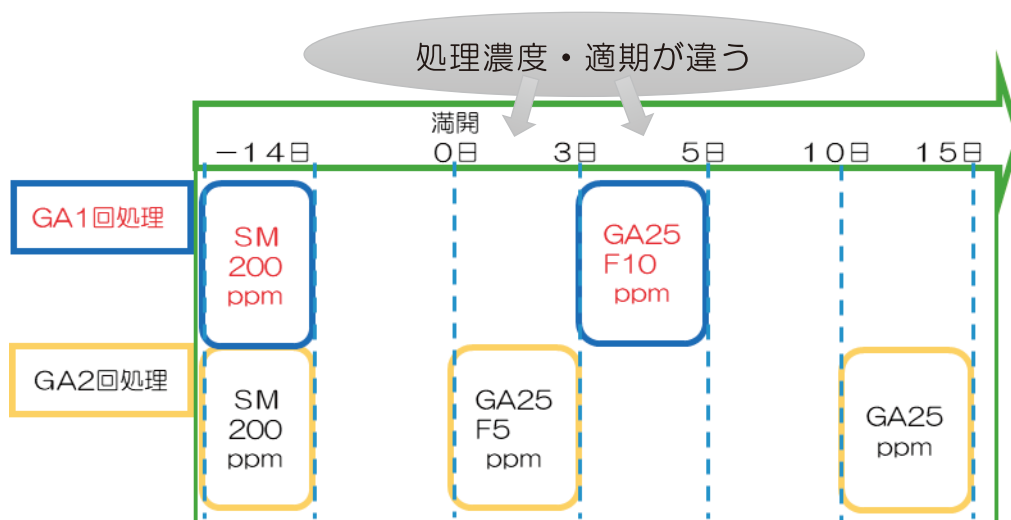 処理濃度・適期が違う
満開
−14日 0日 3日 5日 10日 15日
GA1回処理
SM
200
ppm
GA25
F10
ppm
GA2回処理
SM
200
ppm
GA25
F5
ppm
GA25
ppm